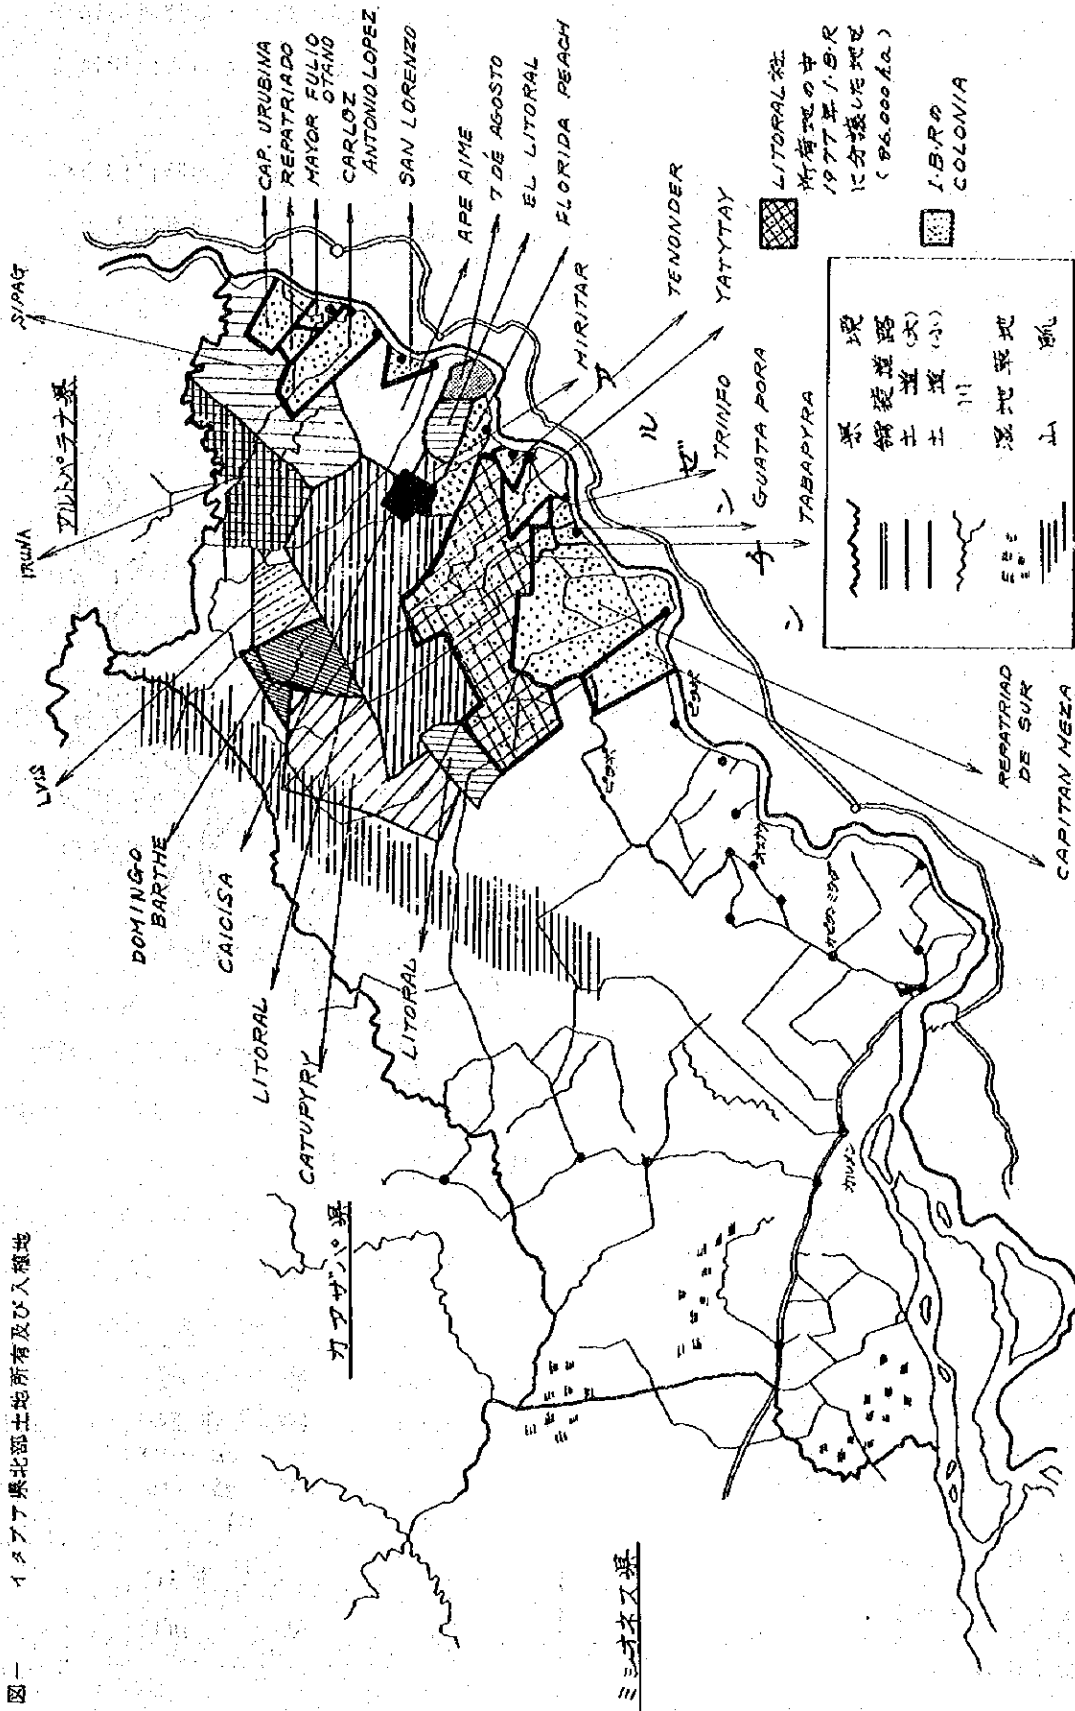 図一 イタプア県北部土地所有及び入植地
SIPAG
アルトパラナ県
IRUNA
LVIS
DOMINGO
BARTHE
CAICISA
LITORAL
CATUPYRY
LITORAL
カアサパ県
ミシオネス県
CAP. URUBINA
REPATRIADO
MAYOR FULIO
OTANO
CARLOZ
ANTONIO LOPEZ
SAN LORENZO
APE AIME
7 DE AGOSTO
EL LITORAL
FLORIDA PEACH
MIRITAR
TENONDER
YATYTAY
TRINFO
GUATA PORA
TABAPYRA
REPATRIAD
DE SUR
CAPITAN MEZA
アルゼンチン
カルメン
LITORAL社
所有地の中
1977年I.B.R
に分譲した地区
(86.000ha)
I.B.Rの
COLONIA
県境
舗装道路
土道(大)
土道(小)
川
湿地草地
山